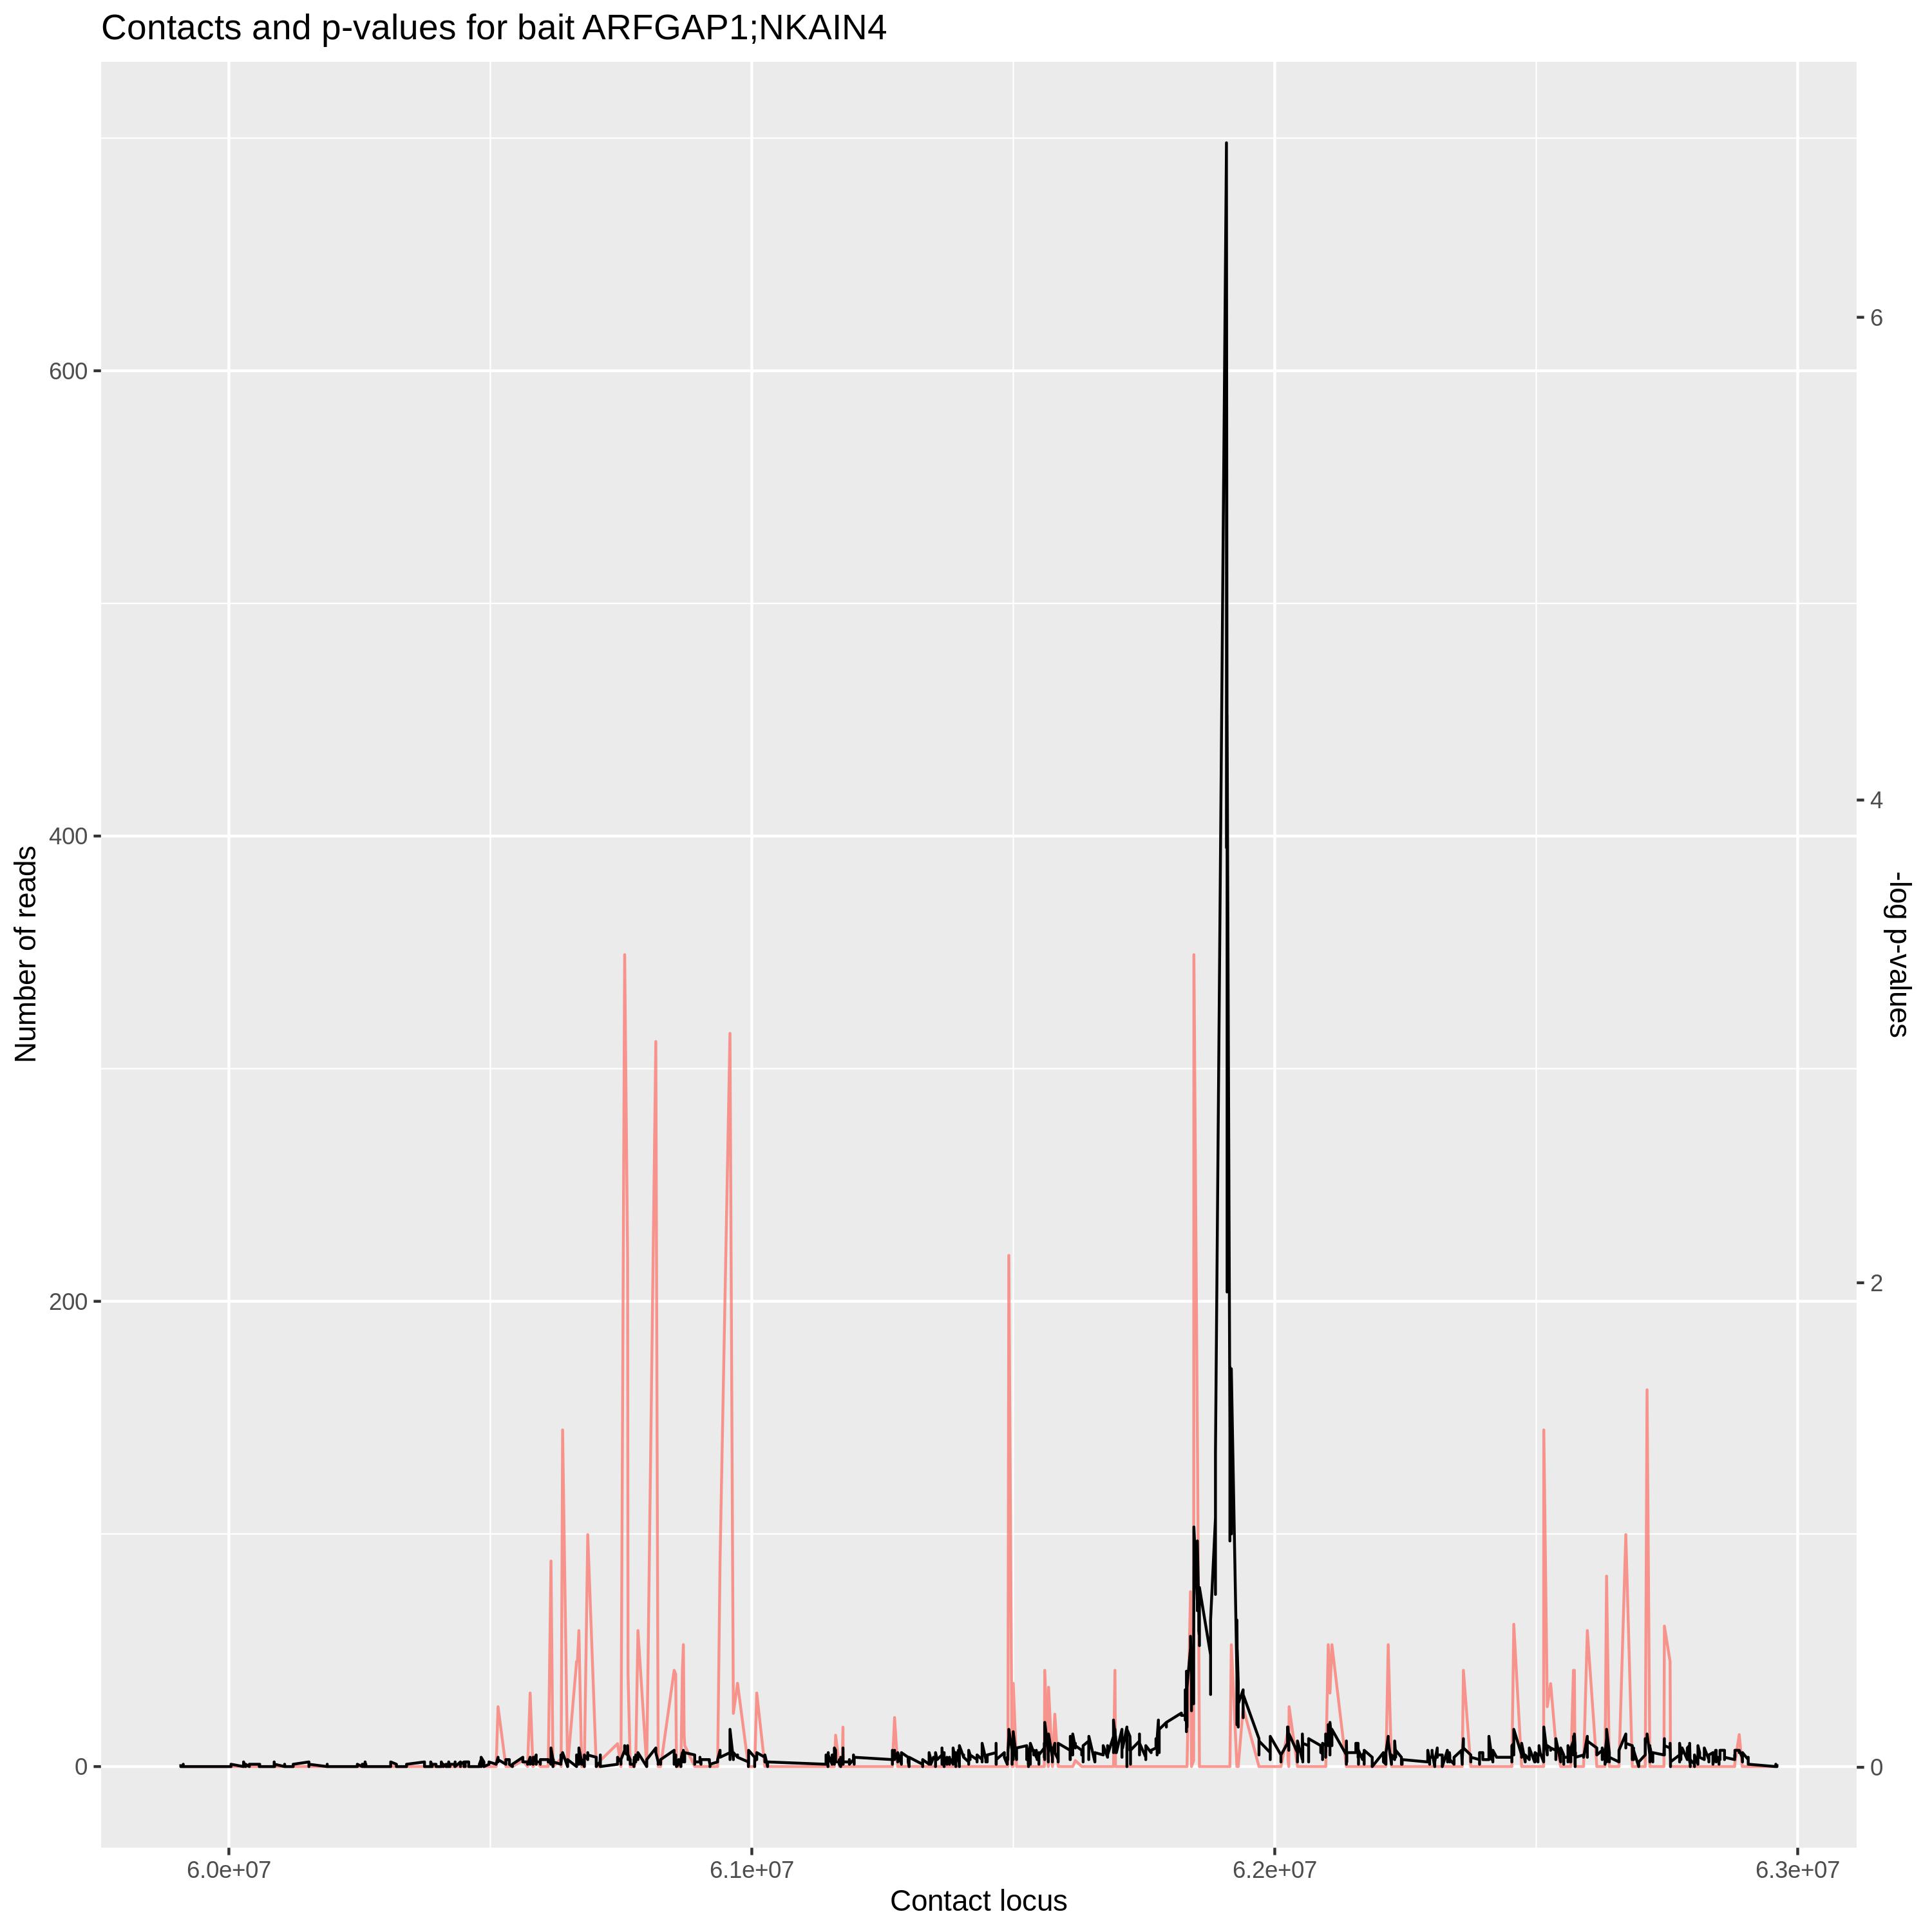 Contacts and p-values for bait ARFGAP1;NKAIN4
600
400
200
0
Number of reads
6
4
2
0
-log p-values
6.0e+07 6.1e+07 6.2e+07 6.3e+07
Contact locus